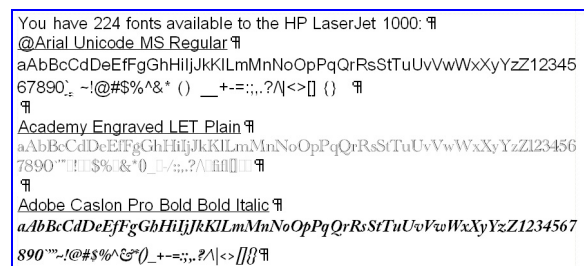 You have 224 fonts available to the HP LaserJet 1000: ¶
@Arial Unicode MS Regular ¶
aAbBcCdDeEfFgGhHiIjJkKlLmMnNoOpPqQrRsStTuUvVwWxXyYzZ12345
67890`¸¨ ~!@#$%^&* () __+-=:;,.?/\|<>[] {} ¶
¶
Academy Engraved LET Plain ¶
aAbBcCdDeEfFgGhHiIjJkKlLmMnNoOpPqQrRsStTuUvVwWxXyYzZ1234567
¶
Adobe Caslon Pro Bold Bold Italic ¶
aAbBcCdDeEfFgGhHiIjJkKlLmMnNoOpPqQrRsStTuUvVwWxXyYzZ1234567
890`'"~!@#$%^&*()_+-=:;,.?/\|<>[]{} ¶